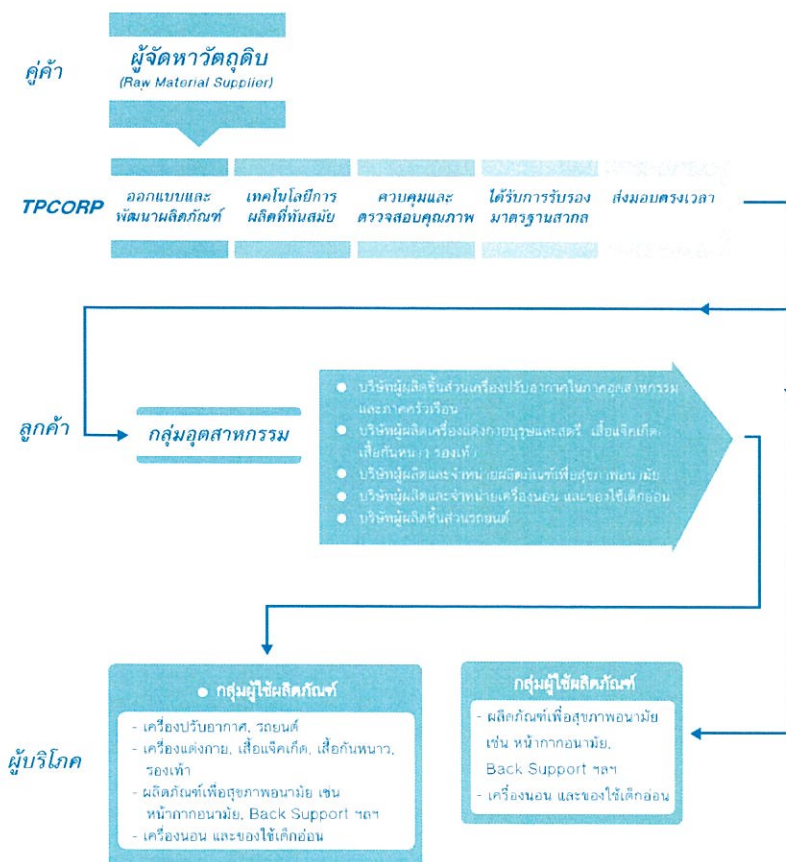 คู่ค้า
ผู้จัดหาวัตถุดิบ
(Raw Material Supplier)
TPCORP
ออกแบบและ
พัฒนาผลิตภัณฑ์
เทคโนโลยีการ
ผลิตที่ทันสมัย
ควบคุมและ
ตรวจสอบคุณภาพ
ได้รับการรับรอง
มาตรฐานสากล
ส่งมอบตรงเวลา
ลูกค้า
กลุ่มอุตสาหกรรม
● บริษัทผู้ผลิตชิ้นส่วนเครื่องปรับอากาศในภาคอุตสาหกรรม
และภาคครัวเรือน
● บริษัทผู้ผลิตเครื่องแต่งกายบุรุษและสตรี เสื้อแจ็คเก็ต
เสื้อกันหนาว รองเท้า
● บริษัทผู้ผลิตและจำหน่ายผลิตภัณฑ์เพื่อสุขภาพอนามัย
● บริษัทผู้ผลิตและจำหน่ายเครื่องนอน และของใช้เด็กอ่อน
● บริษัทผู้ผลิตชิ้นส่วนรถยนต์
ผู้บริโภค
● กลุ่มผู้ใช้ผลิตภัณฑ์
- เครื่องปรับอากาศ, รถยนต์
- เครื่องแต่งกาย, เสื้อแจ็คเก็ต, เสื้อกันหนาว,
รองเท้า
- ผลิตภัณฑ์เพื่อสุขภาพอนามัย เช่น
หน้ากากอนามัย, Back Support ฯลฯ
- เครื่องนอน และของใช้เด็กอ่อน
กลุ่มผู้ใช้ผลิตภัณฑ์
- ผลิตภัณฑ์เพื่อสุขภาพอนามัย
เช่น หน้ากากอนามัย,
Back Support ฯลฯ
- เครื่องนอน และของใช้เด็กอ่อน